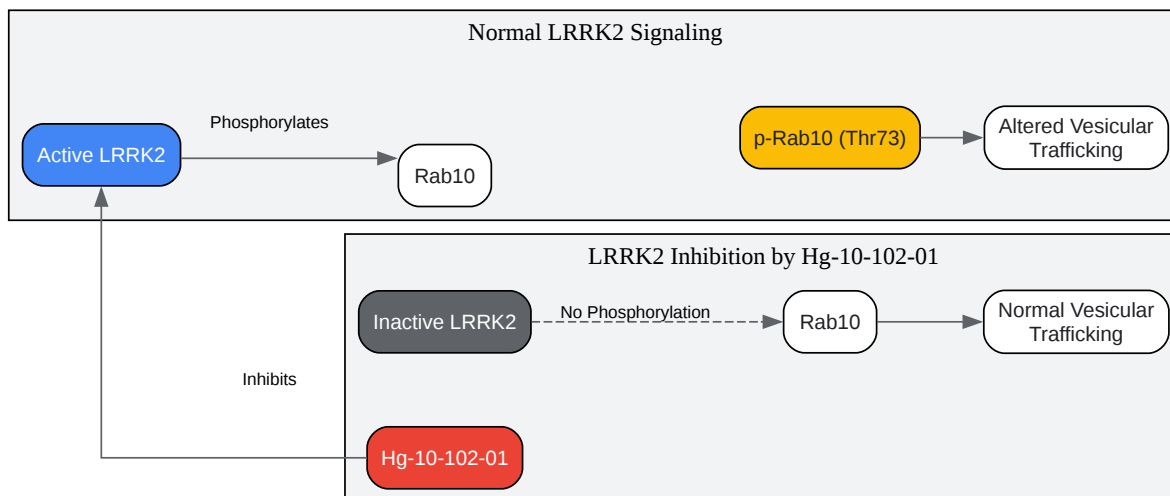 Normal LRRK2 Signaling
Active LRRK2
Phosphorylates
Rab10
p-Rab10 (Thr73)
Altered Vesicular
Trafficking
LRRK2 Inhibition by Hg-10-102-01
Inactive LRRK2
No Phosphorylation
Rab10
Normal Vesicular
Trafficking
Inhibits
Hg-10-102-01